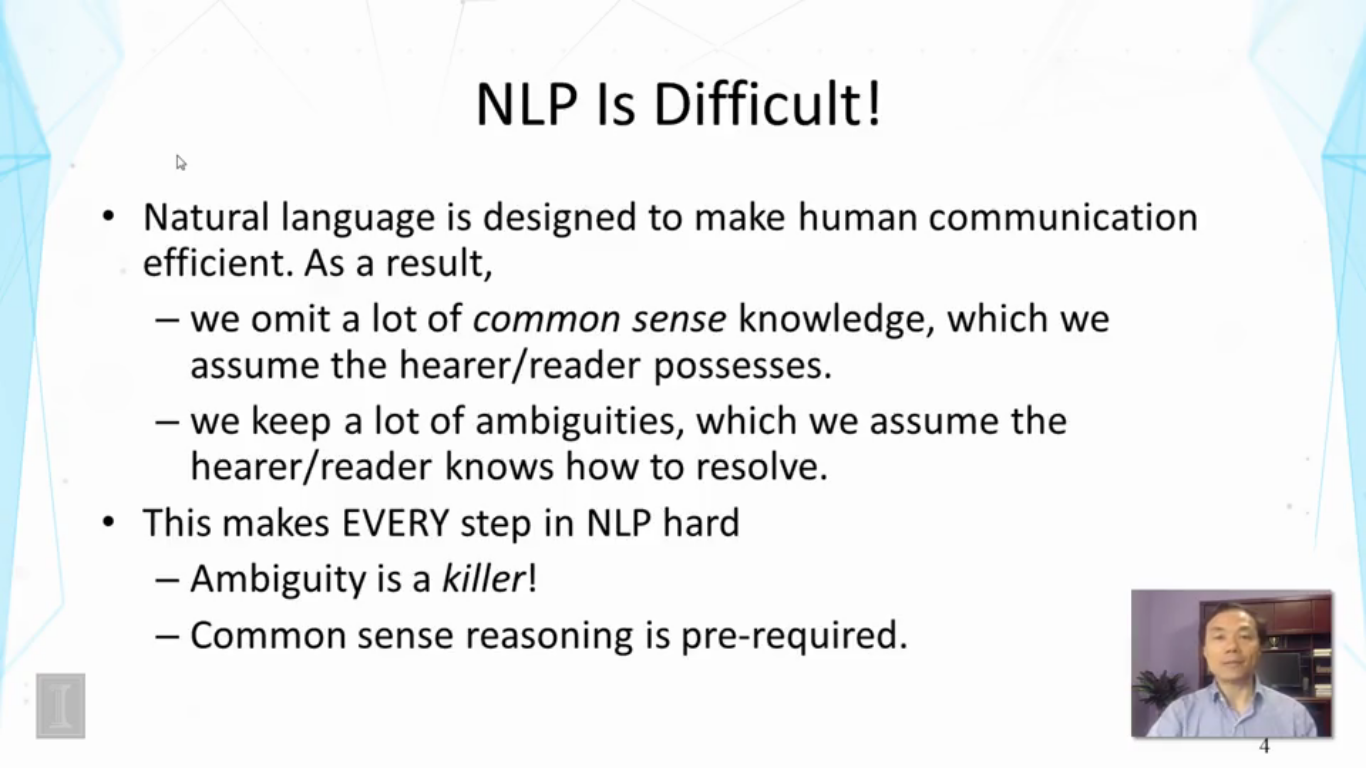 NLP Is Difficult!
• Natural language is designed to make human communication
efficient. As a result,
– we omit a lot of common sense knowledge, which we
assume the hearer/reader possesses.
– we keep a lot of ambiguities, which we assume the
hearer/reader knows how to resolve.
• This makes EVERY step in NLP hard
– Ambiguity is a killer!
– Common sense reasoning is pre-required.
I
4